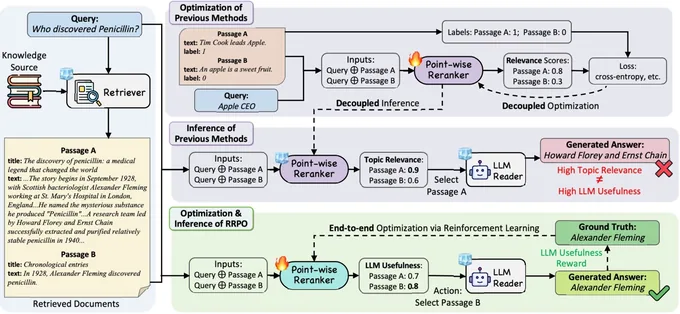 Query:
Who discovered Penicillin?
Knowledge
Source
Retriever
Passage A
title: The discovery of penicillin: a medical
legend that changed the world
text: ...The story begins in September 1928,
with Scottish bacteriologist Alexander Fleming
working at St. Mary's Hospital in London,
England...He named the mysterious substance
he produced "Penicillin"...A research team led
by Howard Florey and Ernst Chain
successfully extracted and purified relatively
stable penicillin in 1940...
Passage B
title: Chronological entries
text: In 1928, Alexander Fleming discovered
penicillin.
Retrieved Documents
Optimization of
Previous Methods
Passage A
text: Tim Cook leads Apple.
label: 1
Passage B
text: An apple is a sweet fruit.
label: 0
Query:
Apple CEO
Inputs:
Query ⊕ Passage A
Query ⊕ Passage B
Point-wise
Reranker
Labels: Passage A: 1; Passage B: 0
Relevance Scores:
Passage A: 0.8
Passage B: 0.3
Loss:
cross-entropy, etc.
Decoupled Inference
Decoupled Optimization
Inference of
Previous Methods
Inputs:
Query ⊕ Passage A
Query ⊕ Passage B
Point-wise
Reranker
Topic Relevance:
Passage A: 0.9
Passage B: 0.6
Select
Passage A
LLM
Reader
Generated Answer:
Howard Florey and Ernst Chain
High Topic Relevance
≠
High LLM Usefulness
Optimization &
Inference of RRPO
End-to-end Optimization via Reinforcement Learning
Inputs:
Query ⊕ Passage A
Query ⊕ Passage B
Point-wise
Reranker
LLM Usefulness:
Passage A: 0.7
Passage B: 0.8
Action:
Select Passage B
LLM
Reader
Ground Truth:
Alexander Fleming
LLM Usefulness
Reward
Generated Answer:
Alexander Fleming